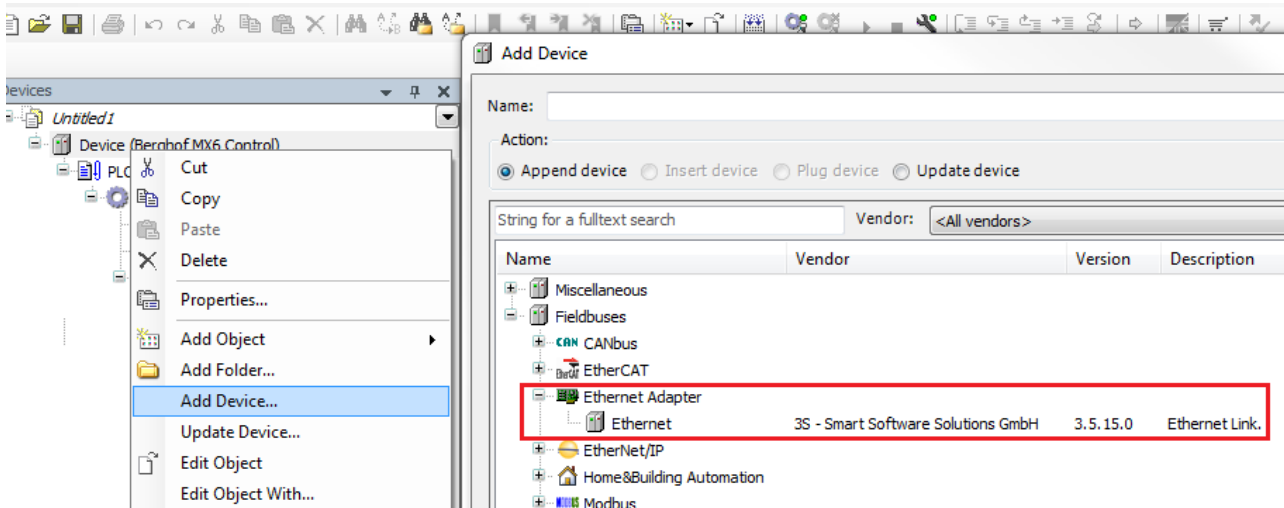 Add Device
Devices
Untitled1
Device (Berghof MX6 Control)
PLC
Cut
Copy
Paste
Delete
Properties...
Add Object
Add Folder...
Add Device...
Update Device...
Edit Object
Edit Object With...
Name:
Action:
Append device Insert device Plug device Update device
String for a fulltext search Vendor: <All vendors>
Name Vendor Version Description
Miscellaneous
Fieldbuses
CAN CANbus
EtherCAT
Ethernet Adapter
Ethernet 3S - Smart Software Solutions GmbH 3.5.15.0 Ethernet Link.
EtherNet/IP
Home&Building Automation
Modbus